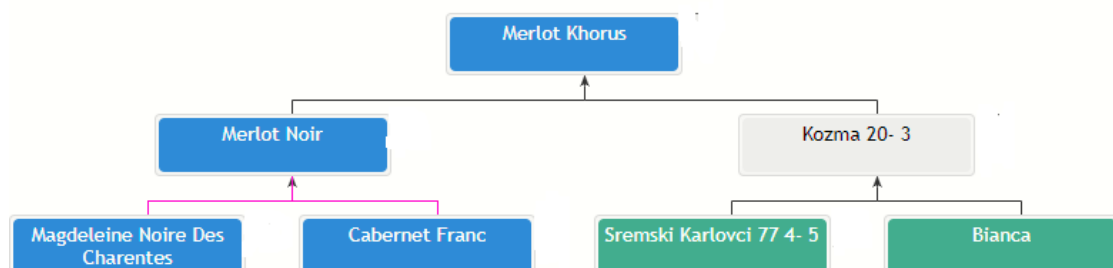 Merlot Khorus
Merlot Noir
Kozma 20- 3
Magdeleine Noire Des
Charentes
Cabernet Franc
Sremski Karlovci 77 4- 5
Bianca